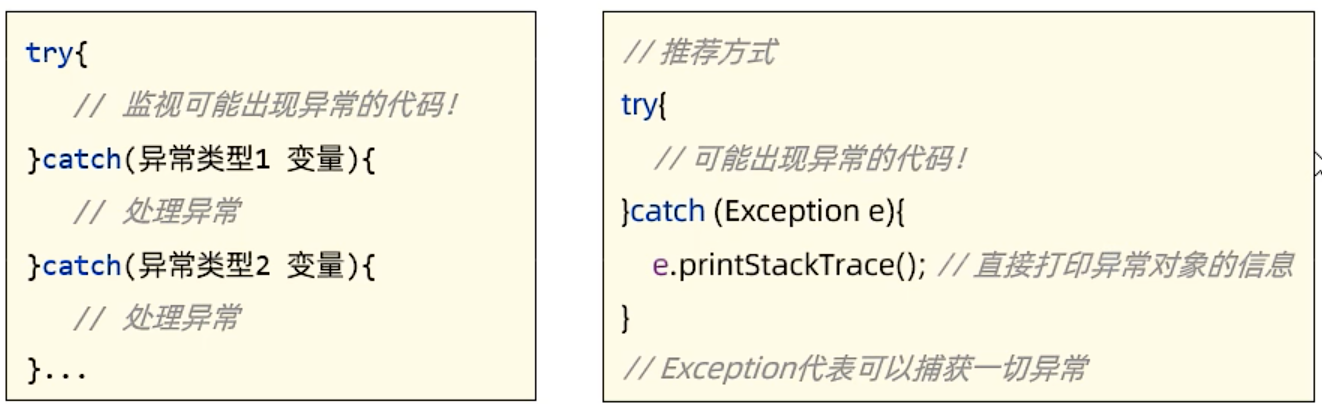 try{
// 监视可能出现异常的代码!
}catch(异常类型1 变量){
// 处理异常
}catch(异常类型2 变量){
// 处理异常
}...
// 推荐方式
try{
// 可能出现异常的代码!
}catch (Exception e){
e.printStackTrace(); // 直接打印异常对象的信息
}
// Exception代表可以捕获一切异常